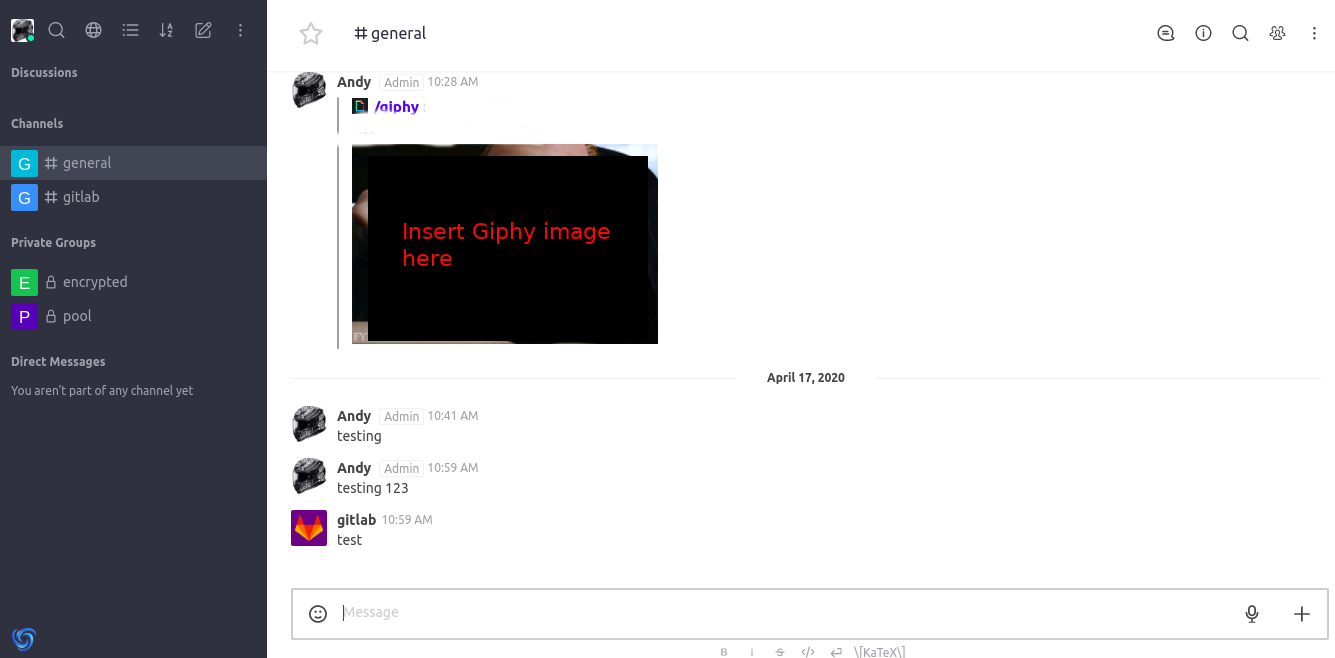 Discussions
Channels
G general
G gitlab
Private Groups
E encrypted
P pool
Direct Messages
You aren't part of any channel yet
# general
Andy Admin 10:28 AM
/giphy
Insert Giphy image
here
FY
April 17, 2020
Andy Admin 10:41 AM
testing
Andy Admin 10:59 AM
testing 123
gitlab 10:59 AM
test
Message
B i S </> \[KaTeX\]